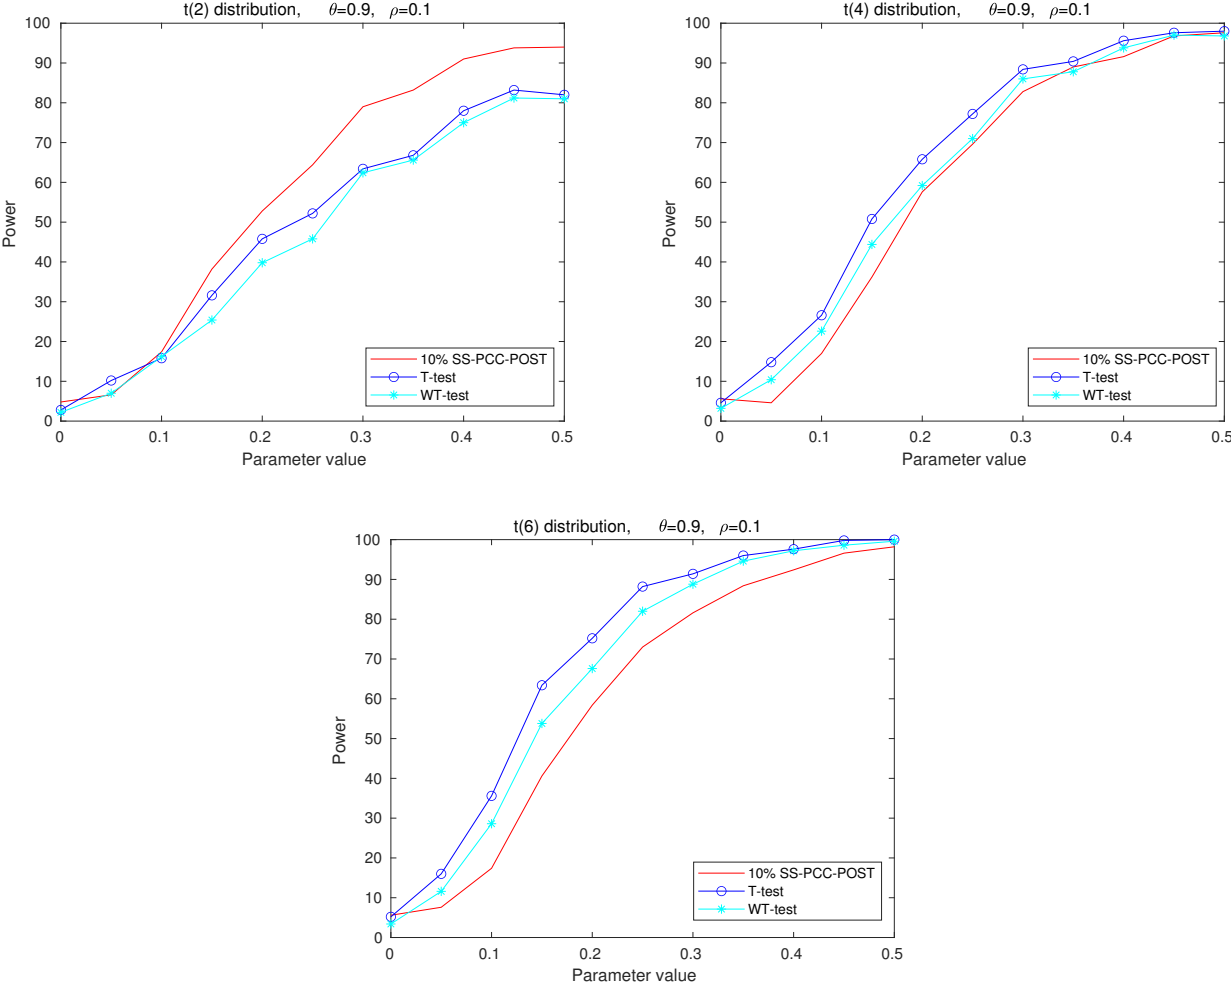 t(2) distribution, θ=0.9, ρ=0.1
Power
100
90
80
70
60
50
40
30
20
10
0
0 0.1 0.2 0.3 0.4 0.5
Parameter value
10% SS-PCC-POST
T-test
WT-test
t(4) distribution, θ=0.9, ρ=0.1
Power
100
90
80
70
60
50
40
30
20
10
0
0 0.1 0.2 0.3 0.4 0.5
Parameter value
10% SS-PCC-POST
T-test
WT-test
t(6) distribution, θ=0.9, ρ=0.1
Power
100
90
80
70
60
50
40
30
20
10
0
0 0.1 0.2 0.3 0.4 0.5
Parameter value
10% SS-PCC-POST
T-test
WT-test